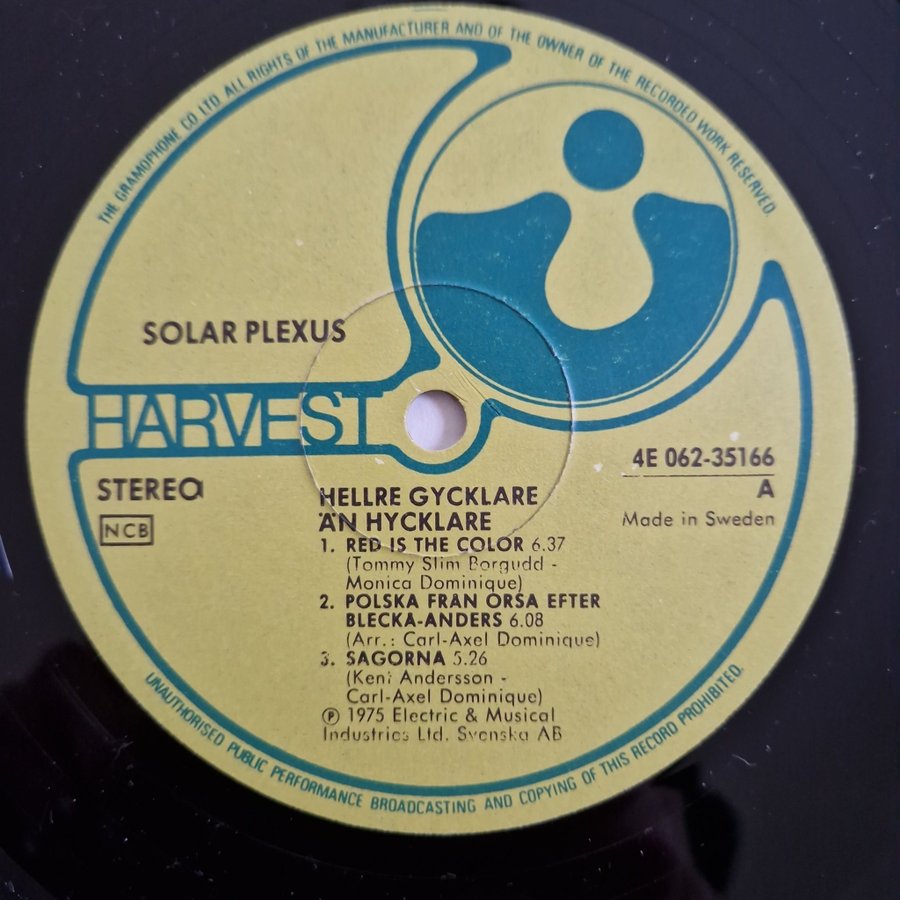 THE GRAMOPHONE CO LTD ALL RIGHTS OF THE MANUFACTURER AND OF THE OWNER OF THE RECORDED WORK RESERVED.
SOLAR PLEXUS
HARVEST
STEREO
NCB
4E 062-35166
A
Made in Sweden
HELLRE GYCKLARE
ÄN HYCKLARE
1. RED IS THE COLOR 6.37
(Tommy Slim Borgudd -
Monica Dominique)
2. POLSKA FRÅN ORSA EFTER
BLECKA-ANDERS 6.08
(Arr.: Carl-Axel Dominique)
3. SAGORNA 5.26
(Kent Andersson -
Carl-Axel Dominique)
℗ 1975 Electric & Musical
Industries Ltd. Svenska AB
UNAUTHORISED PUBLIC PERFORMANCE BROADCASTING AND COPYING OF THIS RECORD PROHIBITED.